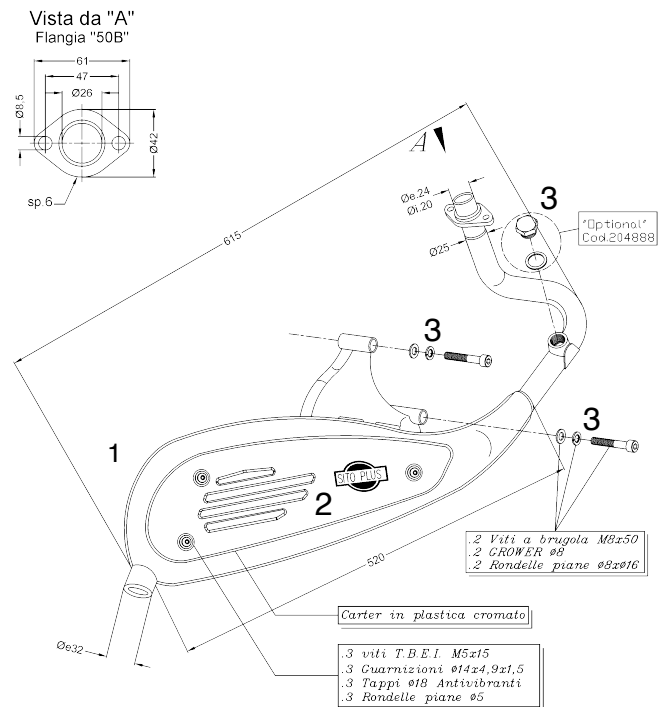 Vista da "A"
Flangia "50B"
61
47
Ø26
Ø8,5
Ø42
sp.6
A
615
Øe.24
Øi.20
Ø25
3
"Optional"
Cod.204888
3
3
1
SITO PLUS
2
.2 Viti a brugola M8x50
.2 GROWER ø8
.2 Rondelle piane ø8xø16
520
Carter in plastica cromato
Øe32
.3 viti T.B.E.I. M5x15
.3 Guarnizioni ø14x4,9x1,5
.3 Tappi ø18 Antivibranti
.3 Rondelle piane ø5